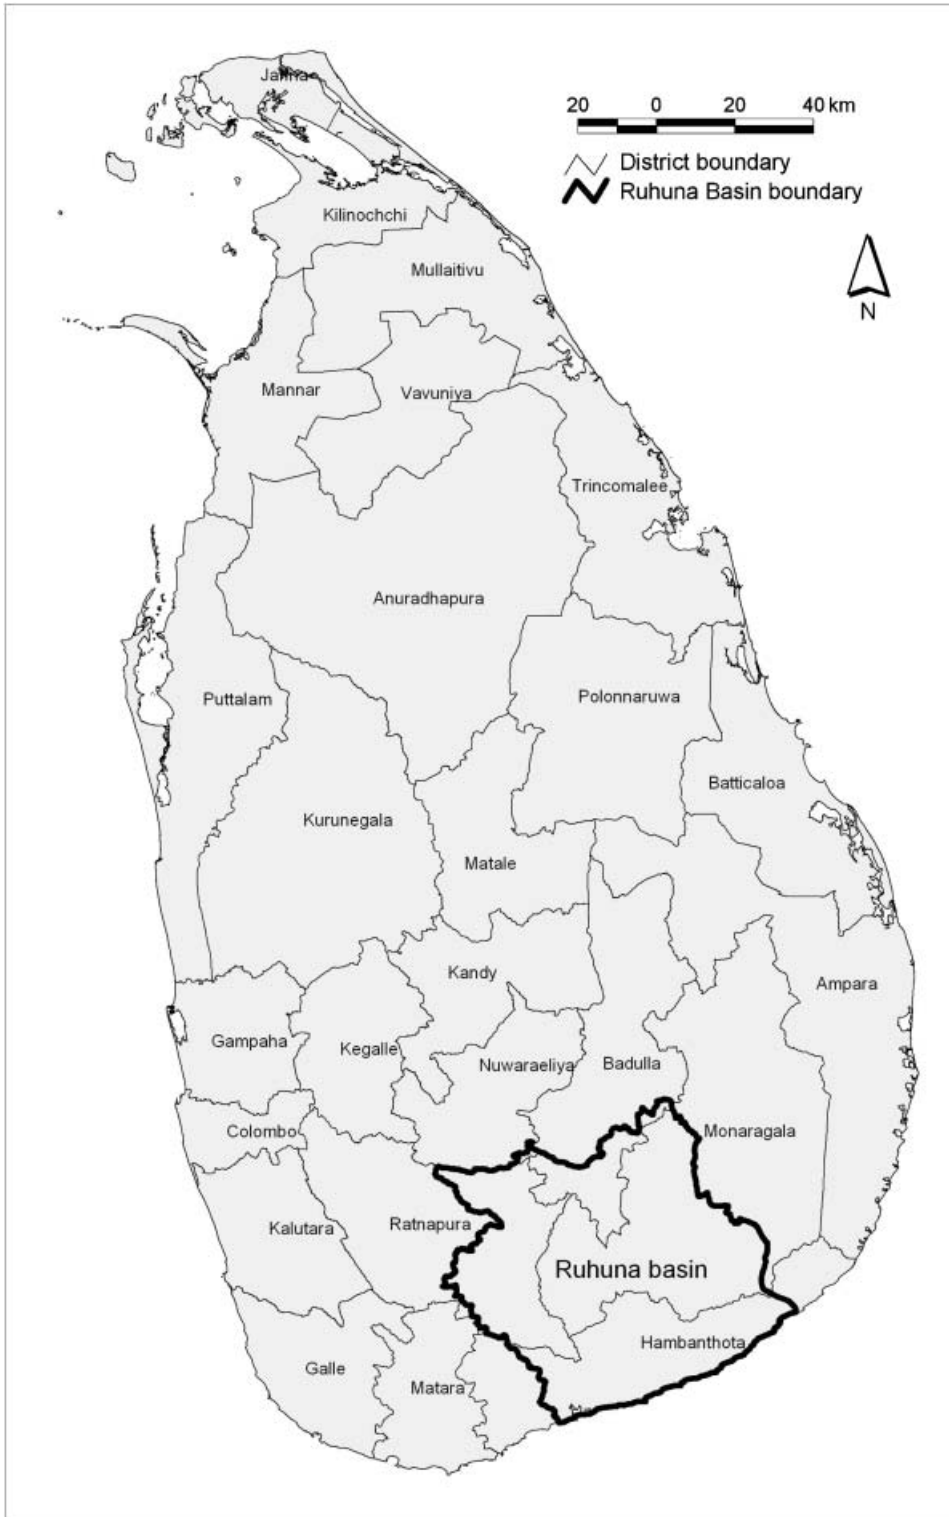 Jaffna
20 0 20 40 km
District boundary
Ruhuna Basin boundary
Kilinochchi
Mullaitivu
N
Mannar
Vavuniya
Trincomalee
Anuradhapura
Puttalam
Polonnaruwa
Batticaloa
Kurunegala
Matale
Kandy
Ampara
Gampaha
Kegalle
Nuwaraeliya
Badulla
Colombo
Monaragala
Kalutara
Ratnapura
Ruhuna basin
Hambanthota
Galle
Matara